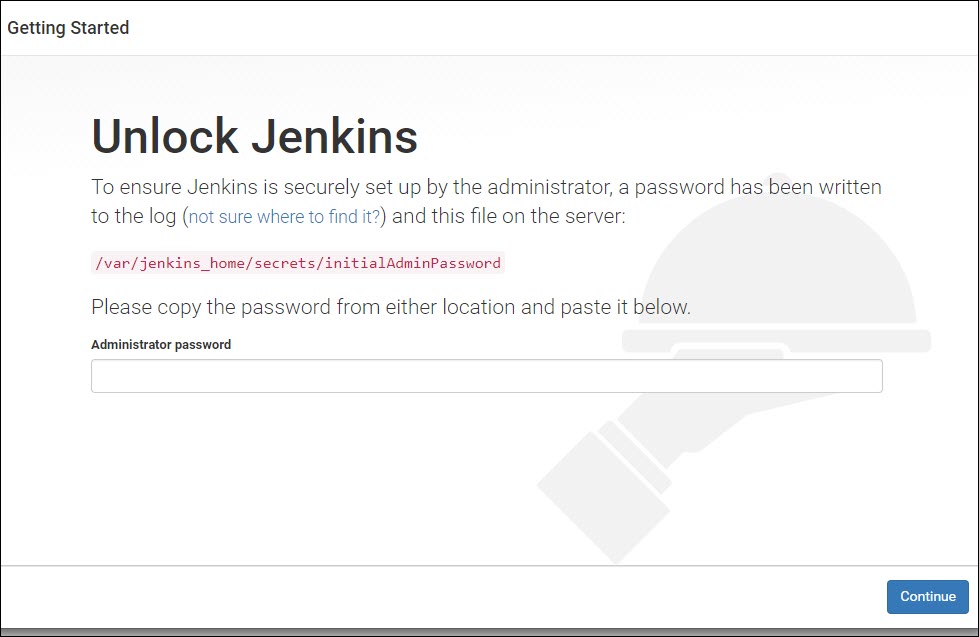 Getting Started
Unlock Jenkins
To ensure Jenkins is securely set up by the administrator, a password has been written
to the log (not sure where to find it?) and this file on the server:
/var/jenkins_home/secrets/initialAdminPassword
Please copy the password from either location and paste it below.
Administrator password
Continue